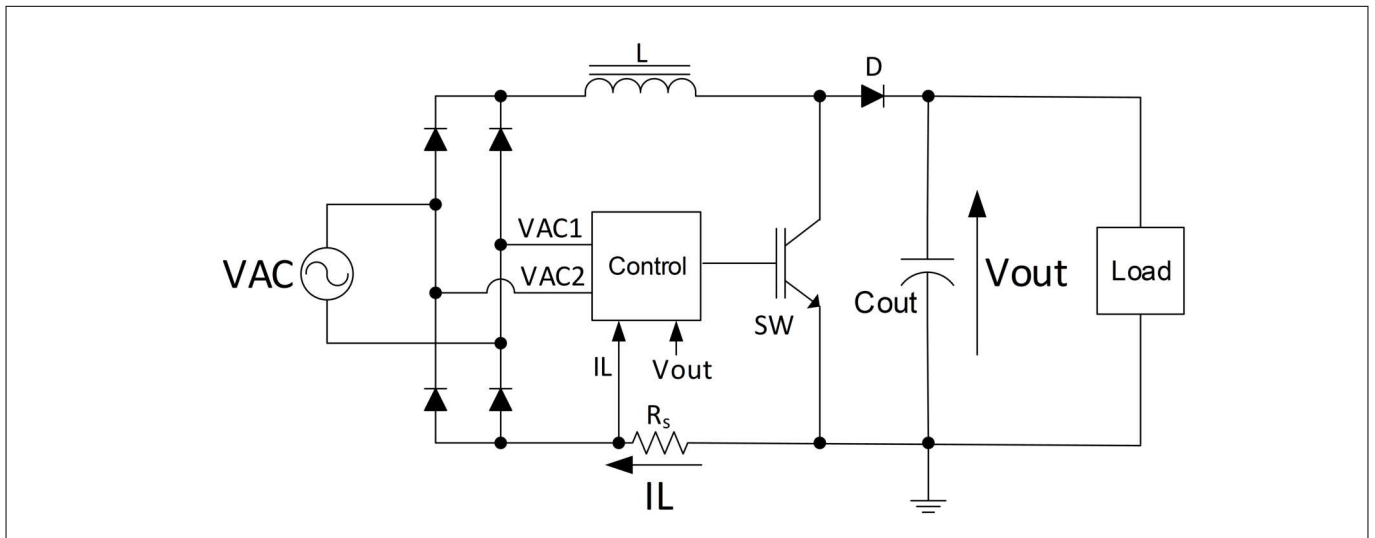 L
D
VAC
VAC1
VAC2
Control
SW
Cout
Vout
Load
IL
Vout
Rₛ
IL